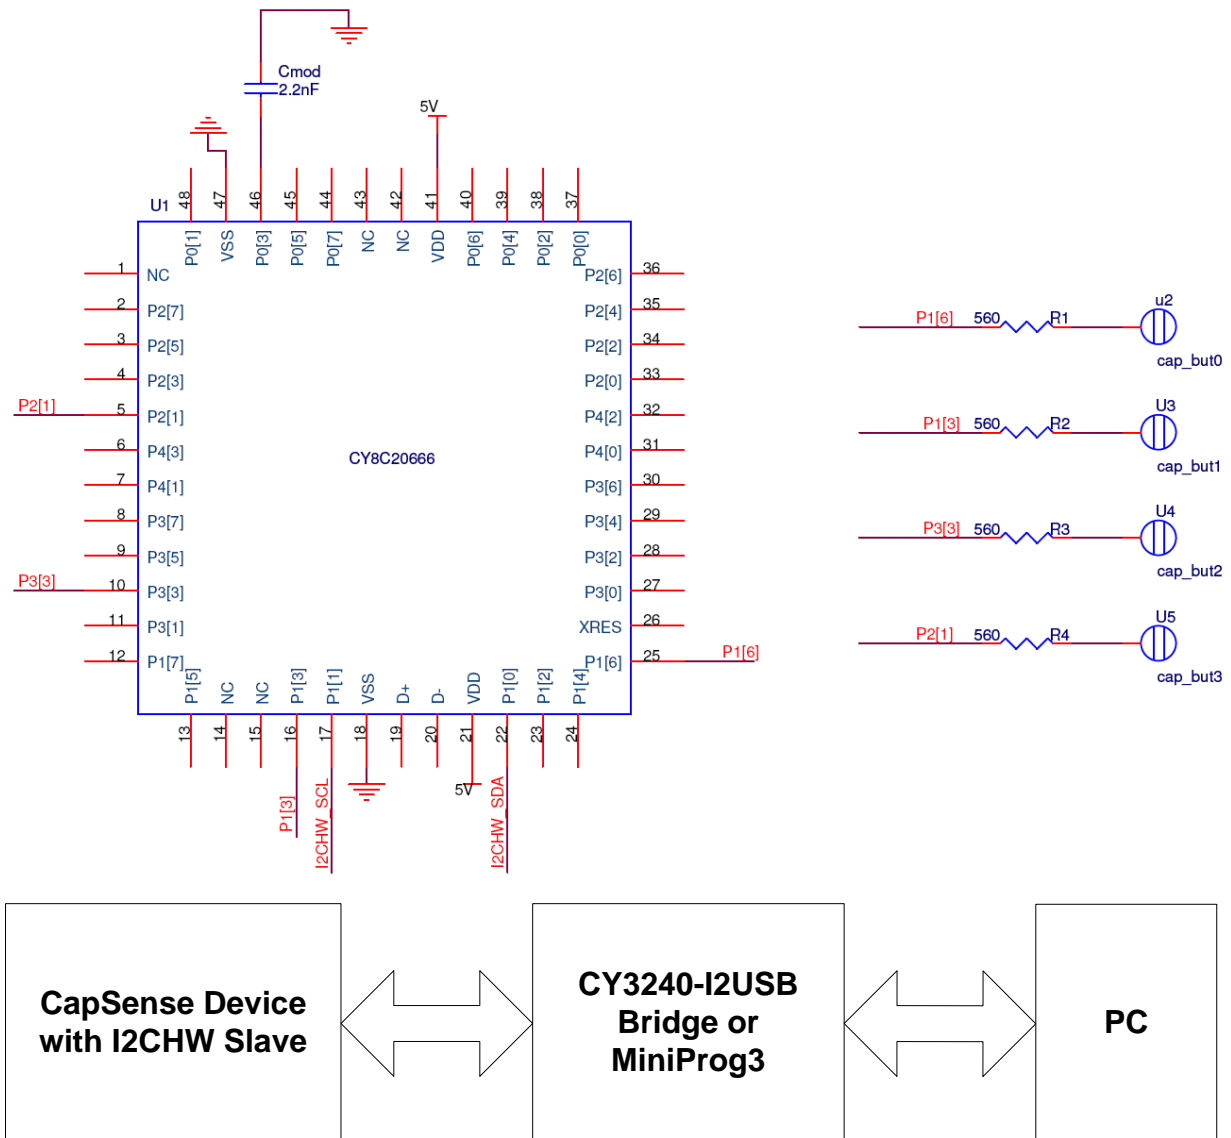 Cmod
2.2nF
5V
U1
48
47
46
45
44
43
42
41
40
39
38
37
P0[1]
VSS
P0[3]
P0[5]
P0[7]
NC
NC
VDD
P0[6]
P0[4]
P0[2]
P0[0]
1 NC
2 P2[7]
3 P2[5]
4 P2[3]
P2[1] 5 P2[1]
6 P4[3]
7 P4[1]
8 P3[7]
9 P3[5]
P3[3] 10 P3[3]
11 P3[1]
12 P1[7]
CY8C20666
P2[6] 36
P2[4] 35
P2[2] 34
P2[0] 33
P4[2] 32
P4[0] 31
P3[6] 30
P3[4] 29
P3[2] 28
P3[0] 27
XRES 26
P1[6] 25 P1[6]
P1[5]
NC
NC
P1[3]
P1[1]
VSS
D+
D-
VDD
P1[0]
P1[2]
P1[4]
13
14
15
16
17
18
19
20
21
22
23
24
P1[3]
I2CHW_SCL
5V
I2CHW_SDA
u2
P1[6] 560 R1
cap_but0
U3
P1[3] 560 R2
cap_but1
U4
P3[3] 560 R3
cap_but2
U5
P2[1] 560 R4
cap_but3
CapSense Device
with I2CHW Slave
CY3240-I2USB
Bridge or
MiniProg3
PC